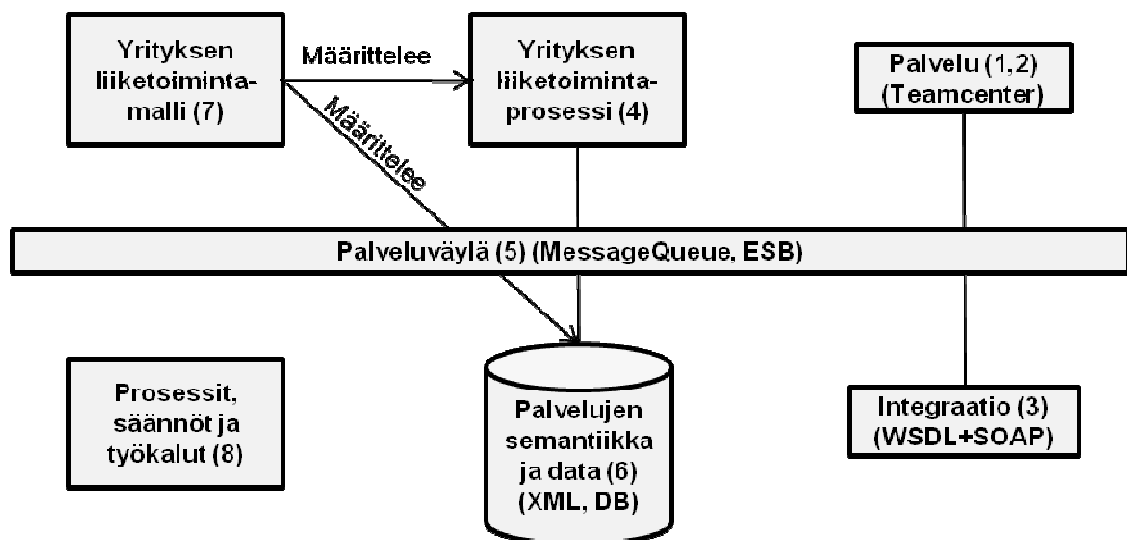 Yrityksen
liiketoiminta-
malli (7)
Määrittelee
Määrittelee
Yrityksen
liiketoiminta-
prosessi (4)
Palvelu (1,2)
(Teamcenter)
Palveluväylä (5) (MessageQueue, ESB)
Prosessit,
säännöt ja
työkalut (8)
Palvelujen
semantiikka
ja data (6)
(XML, DB)
Integraatio (3)
(WSDL+SOAP)